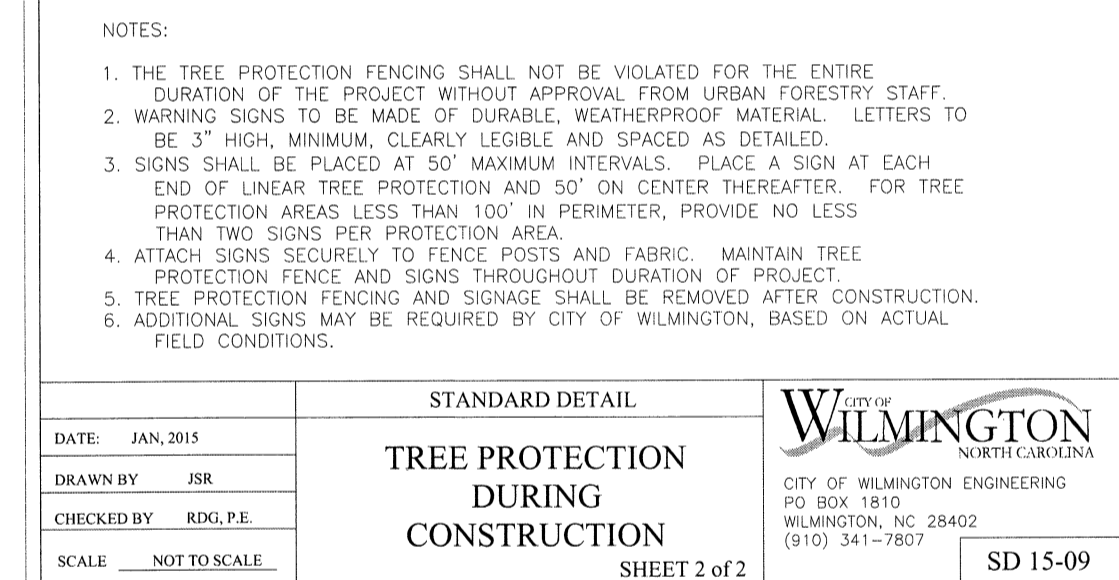 NOTES:
1. THE TREE PROTECTION FENCING SHALL NOT BE VIOLATED FOR THE ENTIRE
DURATION OF THE PROJECT WITHOUT APPROVAL FROM URBAN FORESTRY STAFF.
2. WARNING SIGNS TO BE MADE OF DURABLE, WEATHERPROOF MATERIAL. LETTERS TO
BE 3" HIGH, MINIMUM, CLEARLY LEGIBLE AND SPACED AS DETAILED.
3. SIGNS SHALL BE PLACED AT 50' MAXIMUM INTERVALS. PLACE A SIGN AT EACH
END OF LINEAR TREE PROTECTION AND 50' ON CENTER THEREAFTER. FOR TREE
PROTECTION AREAS LESS THAN 100' IN PERIMETER, PROVIDE NO LESS
THAN TWO SIGNS PER PROTECTION AREA.
4. ATTACH SIGNS SECURELY TO FENCE POSTS AND FABRIC. MAINTAIN TREE
PROTECTION FENCE AND SIGNS THROUGHOUT DURATION OF PROJECT.
5. TREE PROTECTION FENCING AND SIGNAGE SHALL BE REMOVED AFTER CONSTRUCTION.
6. ADDITIONAL SIGNS MAY BE REQUIRED BY CITY OF WILMINGTON, BASED ON ACTUAL
FIELD CONDITIONS.
DATE: JAN, 2015
DRAWN BY JSR
CHECKED BY RDG, P.E.
SCALE NOT TO SCALE
STANDARD DETAIL
TREE PROTECTION
DURING
CONSTRUCTION
SHEET 2 of 2
CITY OF
WILMINGTON
NORTH CAROLINA
CITY OF WILMINGTON ENGINEERING
PO BOX 1810
WILMINGTON, NC 28402
(910) 341-7807
SD 15-09